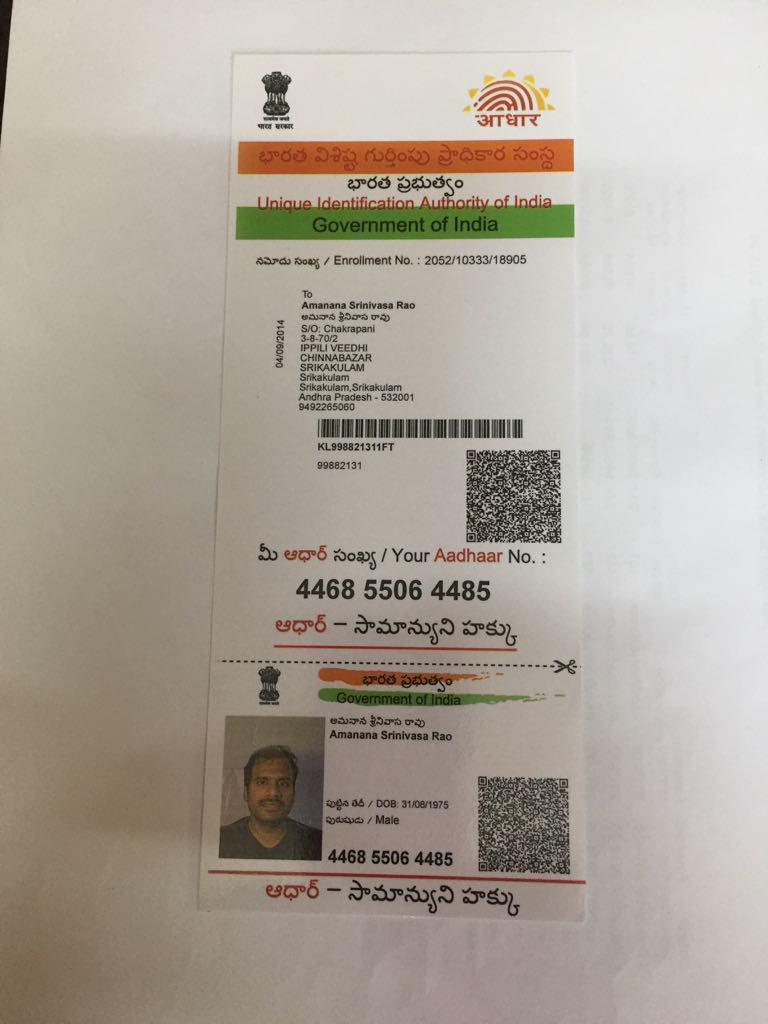 सत्यमेव जयते
भारत सरकार
आधार
భారత విశిష్ట గుర్తింపు ప్రాధికార సంస్థ
భారత ప్రభుత్వం
Unique Identification Authority of India
Government of India
నమోదు సంఖ్య / Enrollment No. : 2052/10333/18905
04/09/2014
To
Amanana Srinivasa Rao
అమనాన శ్రీనివాస రావు
S/O: Chakrapani
3-8-70/2
IPPILI VEEDHI
CHINNABAZAR
SRIKAKULAM
Srikakulam
Srikakulam,Srikakulam
Andhra Pradesh - 532001
9492265060
KL998821311FT
99882131
మీ ఆధార్ సంఖ్య / Your Aadhaar No. :
4468 5506 4485
ఆధార్ – సామాన్యుని హక్కు
భారత ప్రభుత్వం
Government of India
అమనాన శ్రీనివాస రావు
Amanana Srinivasa Rao
పుట్టిన తేదీ / DOB: 31/08/1975
పురుషుడు / Male
4468 5506 4485
ఆధార్ – సామాన్యుని హక్కు